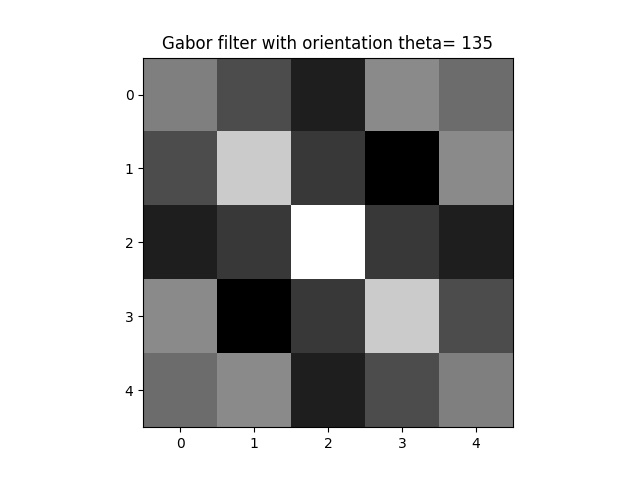 Gabor filter with orientation theta= 135
0
1
2
3
4
0 1 2 3 4